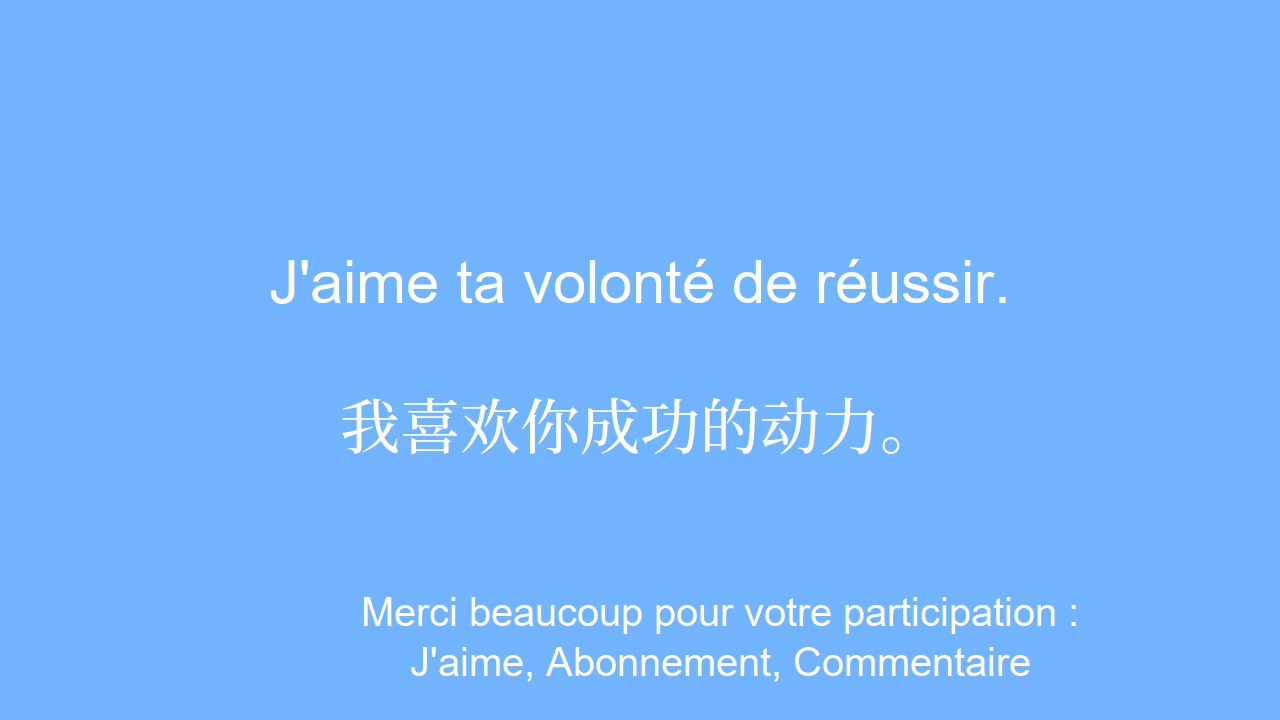 J'aime ta volonté de réussir.
我喜欢你成功的动力。
Merci beaucoup pour votre participation :
J'aime, Abonnement, Commentaire